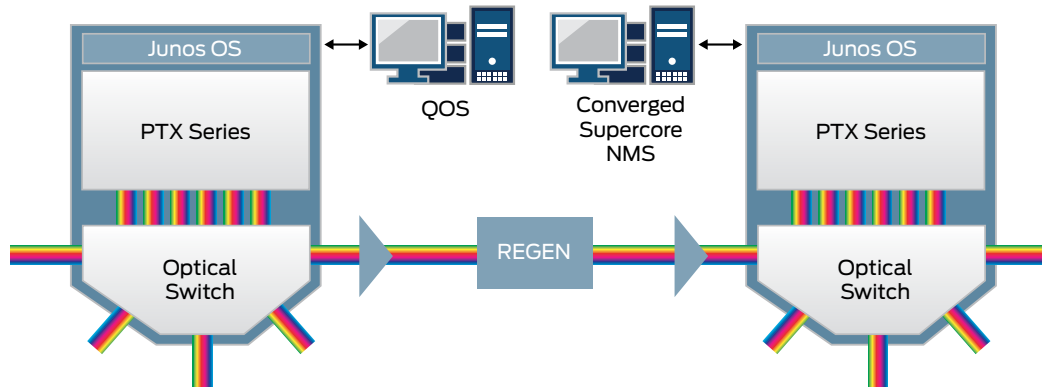 Junos OS
PTX Series
Optical
Switch
QOS
Converged
Supercore
NMS
REGEN
Junos OS
PTX Series
Optical
Switch